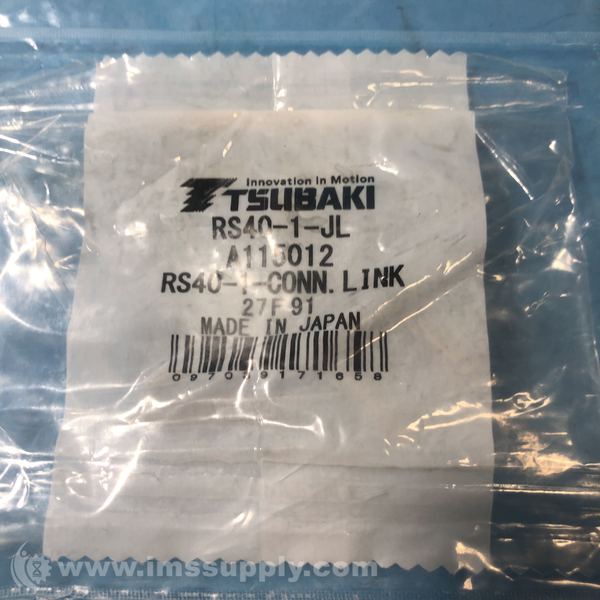 Innovation in Motion
TSUBAKI
RS40-1-JL
A115012
RS40-1-CONN.LINK
27F91
MADE IN JAPAN
097039171658
www.imssupply.com